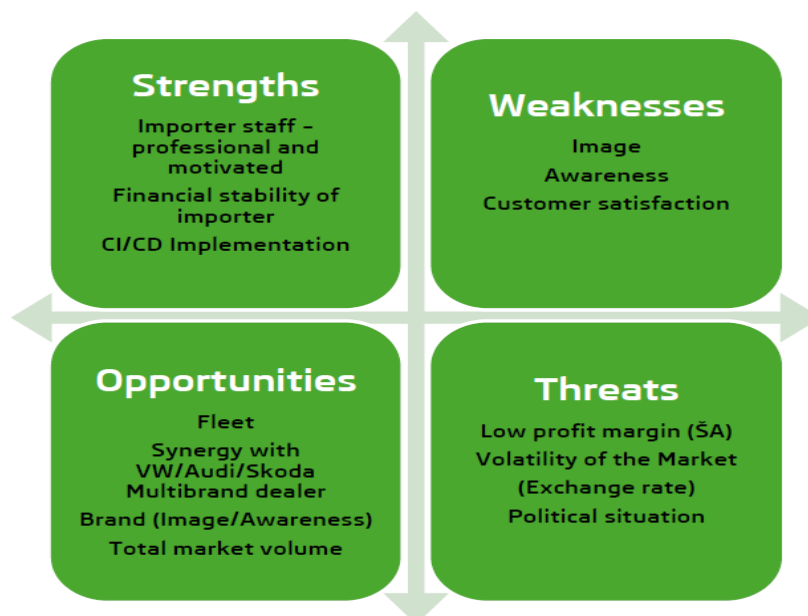 Strengths
Importer staff –
professional and
motivated
Financial stability of
importer
CI/CD Implementation
Weaknesses
Image
Awareness
Customer satisfaction
Opportunities
Fleet
Synergy with
VW/Audi/Skoda
Multibrand dealer
Brand (Image/Awareness)
Total market volume
Threats
Low profit margin (ŠA)
Volatility of the Market
(Exchange rate)
Political situation